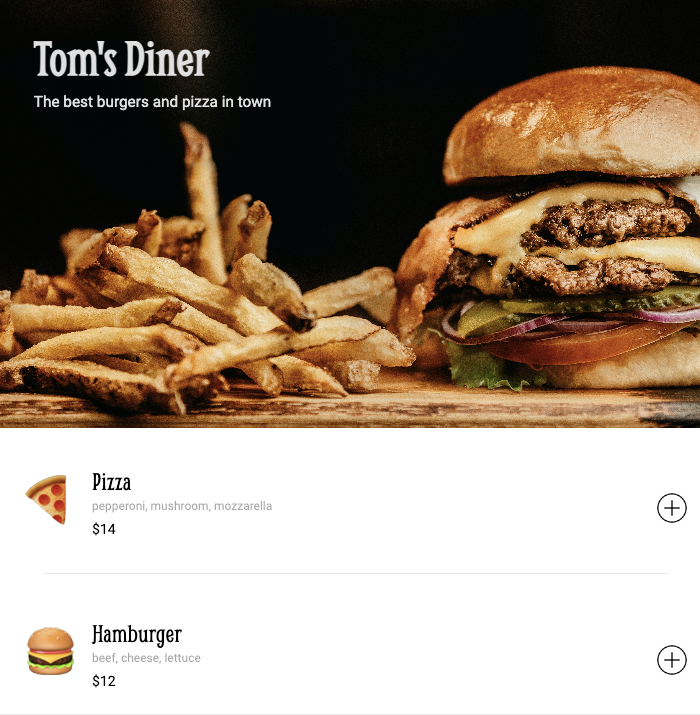 Tom's Diner
The best burgers and pizza in town
Pizza
pepperoni, mushroom, mozzarella
$14
Hamburger
beef, cheese, lettuce
$12